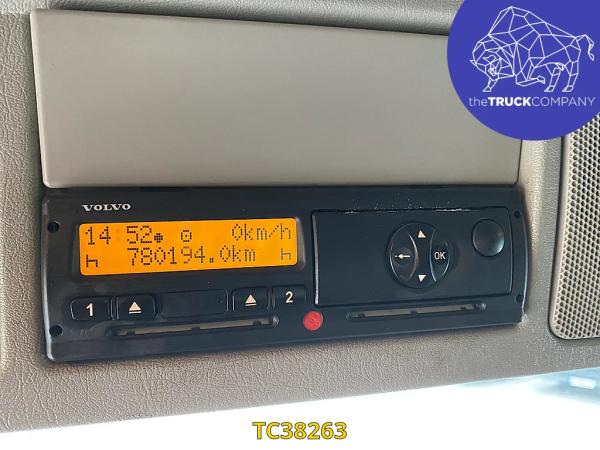 theTRUCKCOMPANY
VOLVO
14:52 0km/h
780194.0km
1 2
OK
TC38263